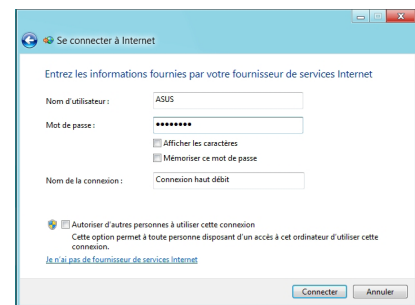 Se connecter à Internet
Entrez les informations fournies par votre fournisseur de services Internet
Nom d'utilisateur :
ASUS
Mot de passe :
••••••••
Afficher les caractères
Mémoriser ce mot de passe
Nom de la connexion :
Connexion haut débit
Autoriser d'autres personnes à utiliser cette connexion
Cette option permet à toute personne disposant d'un accès à cet ordinateur d'utiliser cette
connexion.
Je n'ai pas de fournisseur de services Internet
Connecter
Annuler